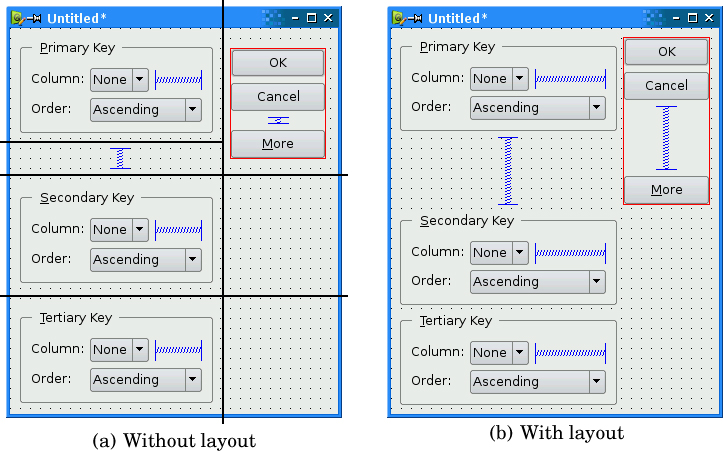 Untitled*
Primary Key
Column: None
Order: Ascending
OK
Cancel
More
Secondary Key
Column: None
Order: Ascending
Tertiary Key
Column: None
Order: Ascending
(a) Without layout
Untitled*
Primary Key
Column: None
Order: Ascending
OK
Cancel
More
Secondary Key
Column: None
Order: Ascending
Tertiary Key
Column: None
Order: Ascending
(b) With layout